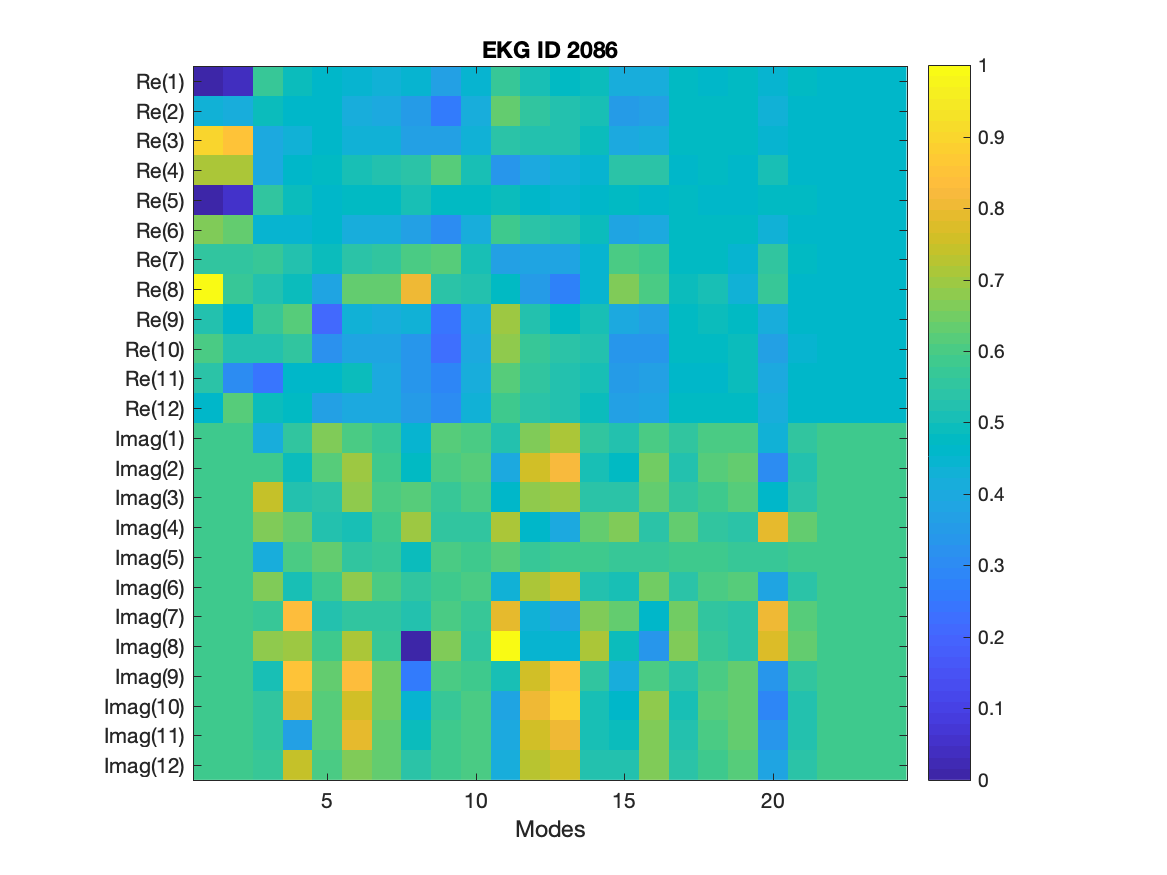 EKG ID 2086
Re(1)
Re(2)
Re(3)
Re(4)
Re(5)
Re(6)
Re(7)
Re(8)
Re(9)
Re(10)
Re(11)
Re(12)
Imag(1)
Imag(2)
Imag(3)
Imag(4)
Imag(5)
Imag(6)
Imag(7)
Imag(8)
Imag(9)
Imag(10)
Imag(11)
Imag(12)
5 10 15 20
Modes
1
0.9
0.8
0.7
0.6
0.5
0.4
0.3
0.2
0.1
0